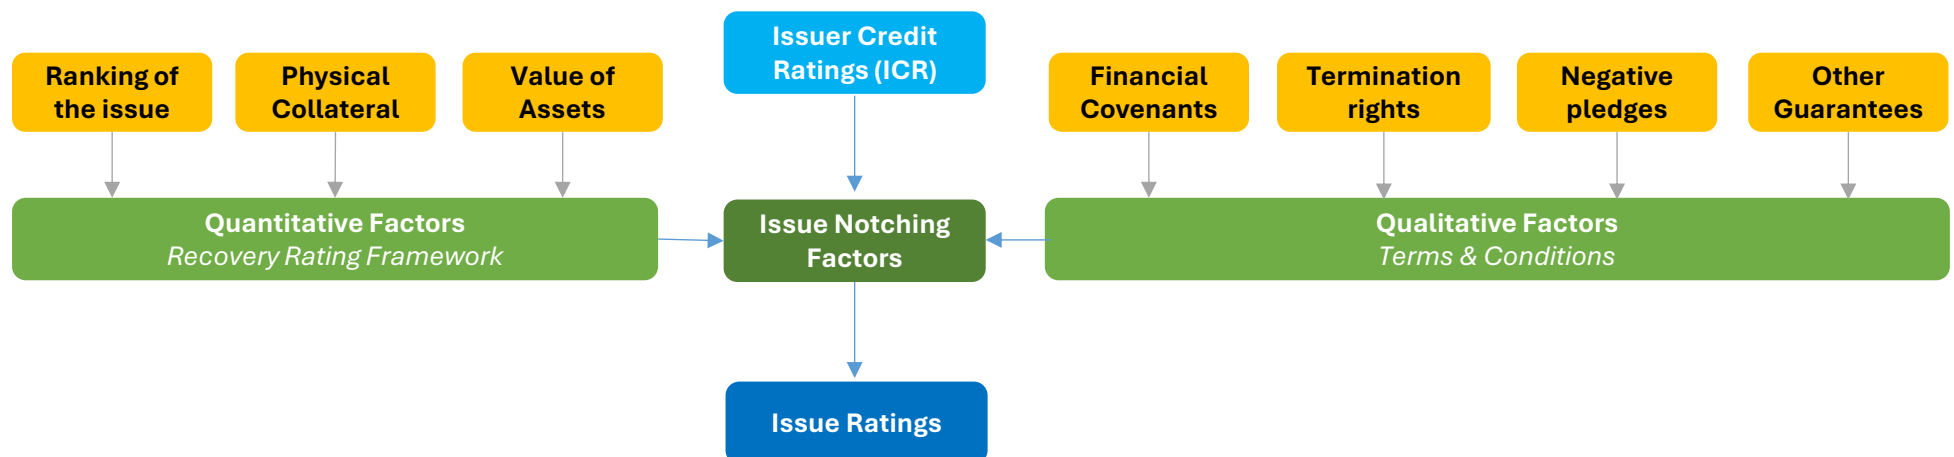 Issuer Credit
Ratings (ICR)
Ranking of
the issue
Physical
Collateral
Value of
Assets
Financial
Covenants
Termination
rights
Negative
pledges
Other
Guarantees
Quantitative Factors
Recovery Rating Framework
Issue Notching
Factors
Qualitative Factors
Terms & Conditions
Issue Ratings